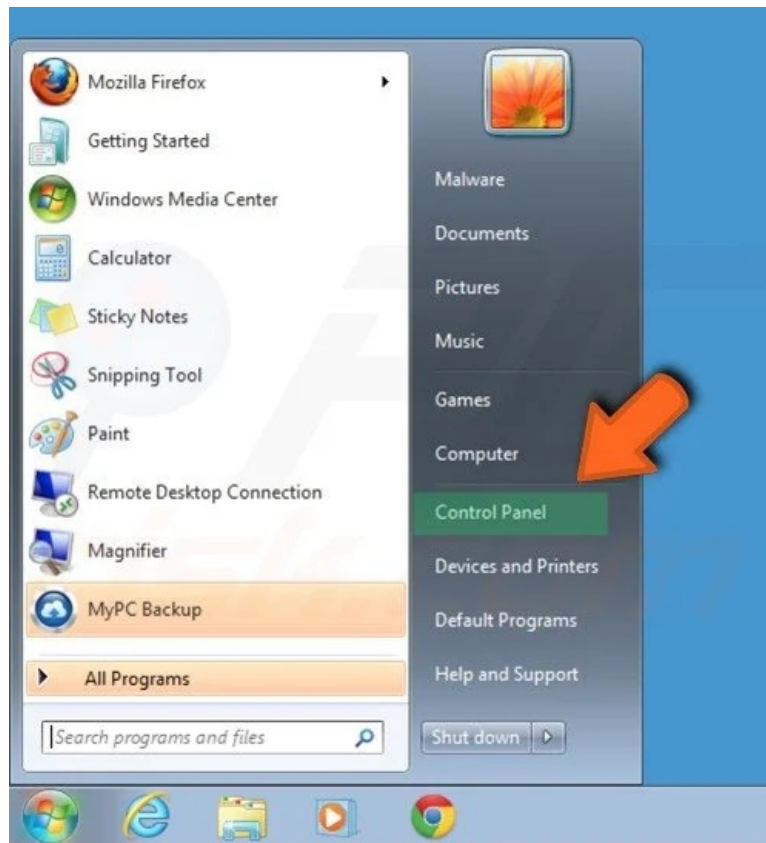 Mozilla Firefox
Getting Started
Windows Media Center
Calculator
Sticky Notes
Snipping Tool
Paint
Remote Desktop Connection
Magnifier
MyPC Backup
All Programs
Search programs and files
Malware
Documents
Pictures
Music
Games
Computer
Control Panel
Devices and Printers
Default Programs
Help and Support
Shut down